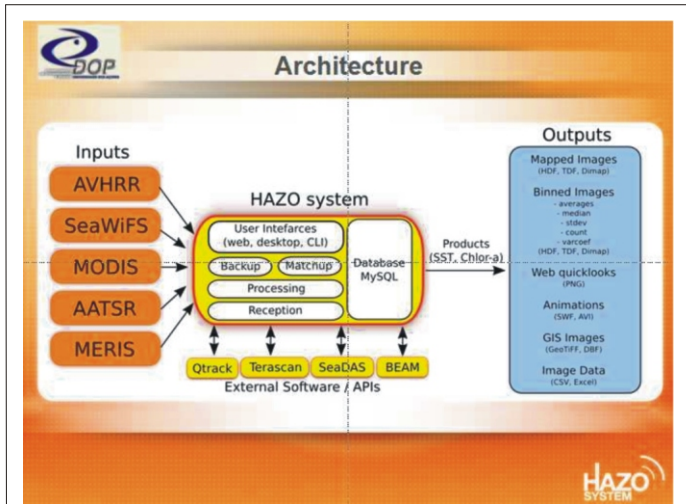 DOP
Architecture
Inputs
AVHRR
SeaWiFS
MODIS
AATSR
MERIS
HAZO system
User Intefarces
(web, desktop, CLI)
Backup
Matchup
Processing
Reception
Database
MySQL
Qtrack
Terascan
SeaDAS
BEAM
External Software / APIs
Products
(SST, Chlor-a)
Outputs
Mapped Images
(HDF, TDF, Dimap)
Binned Images
- averages
- median
- stdev
- count
- varcoef
(HDF, TDF, Dimap)
Web quicklooks
(PNG)
Animations
(SWF, AVI)
GIS Images
(GeoTiFF, DBF)
Image Data
(CSV, Excel)
HAZO
SYSTEM